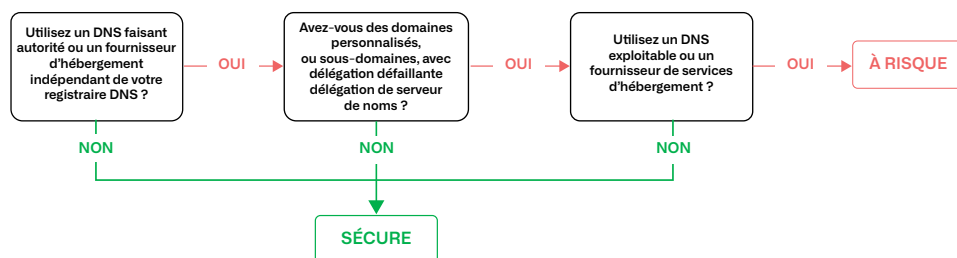 Utilisez un DNS faisant
autorité ou un fournisseur
d'hébergement
indépendant de votre
registraire DNS ?
OUI
Avez-vous des domaines
personnalisés,
ou sous-domaines, avec
délégation défaillante
délégation de serveur
de noms ?
OUI
Utilisez un DNS
exploitable ou un
fournisseur de services
d'hébergement ?
OUI
À RISQUE
NON
NON
NON
SÉCURE